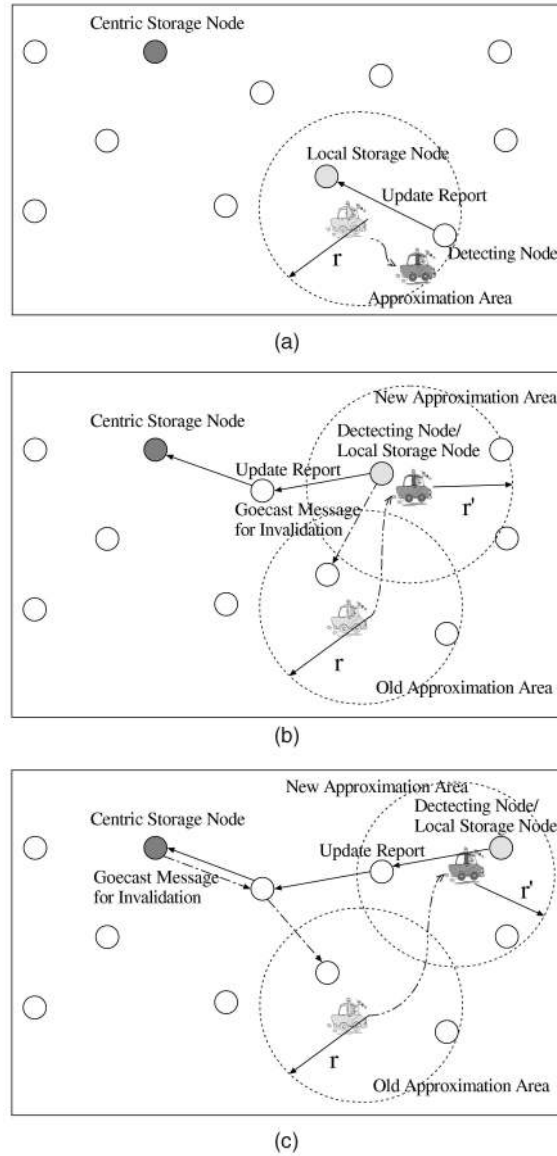 Centric Storage Node
Local Storage Node
Update Report
r
Detecting Node
Approximation Area
(a)
New Approximation Area
Centric Storage Node
Dectecting Node/
Local Storage Node
Update Report
Goecast Message
for Invalidation
r'
r
Old Approximation Area
(b)
New Approximation Area
Dectecting Node/
Local Storage Node
Centric Storage Node
Update Report
Goecast Message
for Invalidation
r'
r
Old Approximation Area
(c)